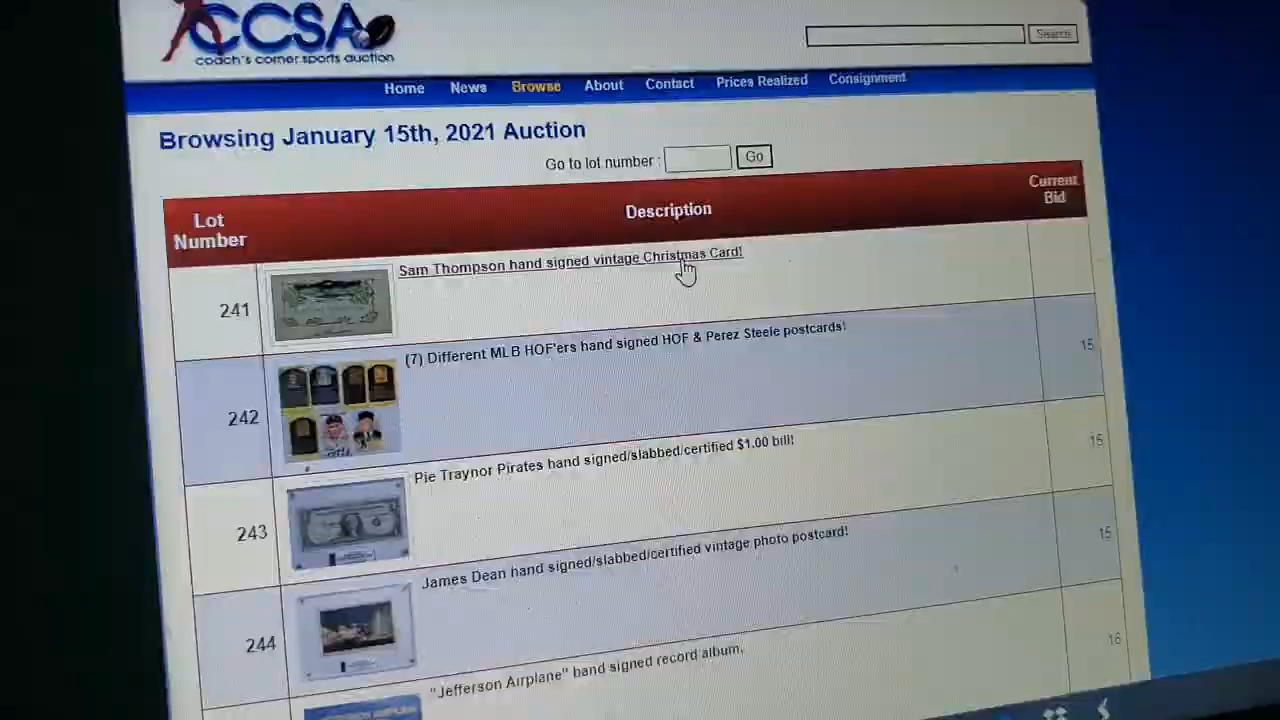 CCSA
coach's corner sports auction
Search
Home News Browse About Contact Prices Realized Consignment
Browsing January 15th, 2021 Auction
Go to lot number : Go
Lot Number Description Current Bid
241 Sam Thompson hand signed vintage Christmas Card!
242 (7) Different MLB HOF'ers hand signed HOF & Perez Steele postcards! 15
243 Pie Traynor Pirates hand signed/slabbed/certified $1.00 bill! 15
244 James Dean hand signed/slabbed/certified vintage photo postcard! 15
"Jefferson Airplane" hand signed record album. 16